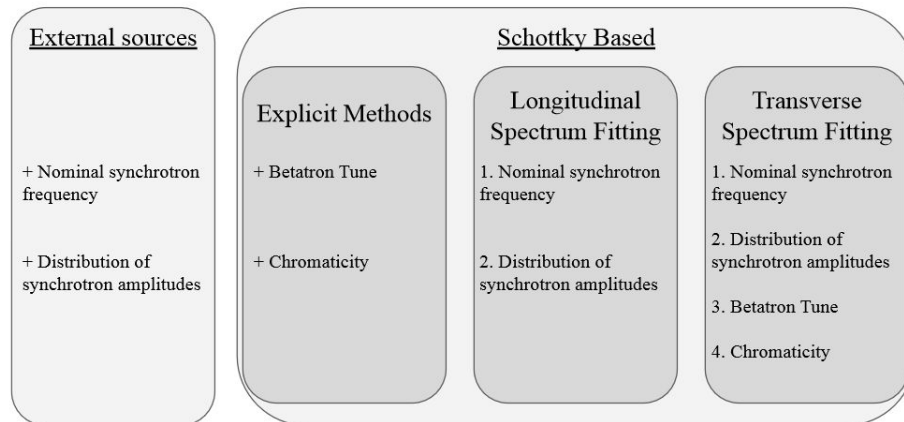 External sources
+ Nominal synchrotron
frequency
+ Distribution of
synchrotron amplitudes
Schottky Based
Explicit Methods
+ Betatron Tune
+ Chromaticity
Longitudinal
Spectrum Fitting
1. Nominal synchrotron
frequency
2. Distribution of
synchrotron amplitudes
Transverse
Spectrum Fitting
1. Nominal synchrotron
frequency
2. Distribution of
synchrotron amplitudes
3. Betatron Tune
4. Chromaticity